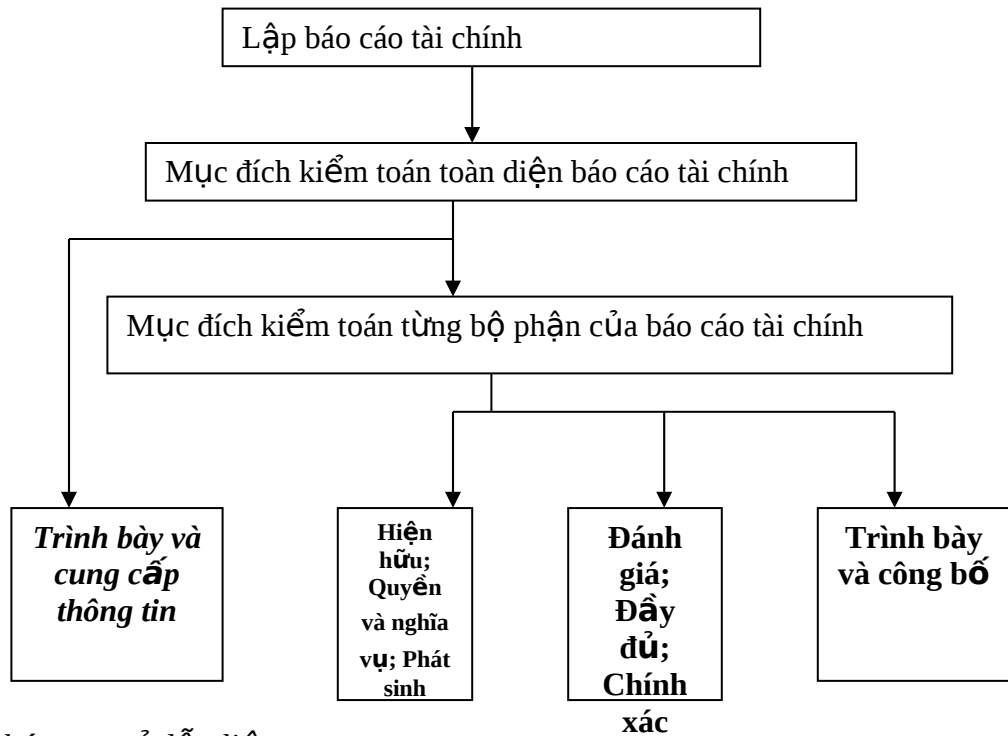 Lập báo cáo tài chính
Mục đích kiểm toán toàn diện báo cáo tài chính
Mục đích kiểm toán từng bộ phận của báo cáo tài chính
Trình bày và
cung cấp
thông tin
Hiện
hữu;
Quyền
và nghĩa
vụ; Phát
sinh
Đánh
giá;
Đầy
đủ;
Chính
xác
Trình bày
và công bố